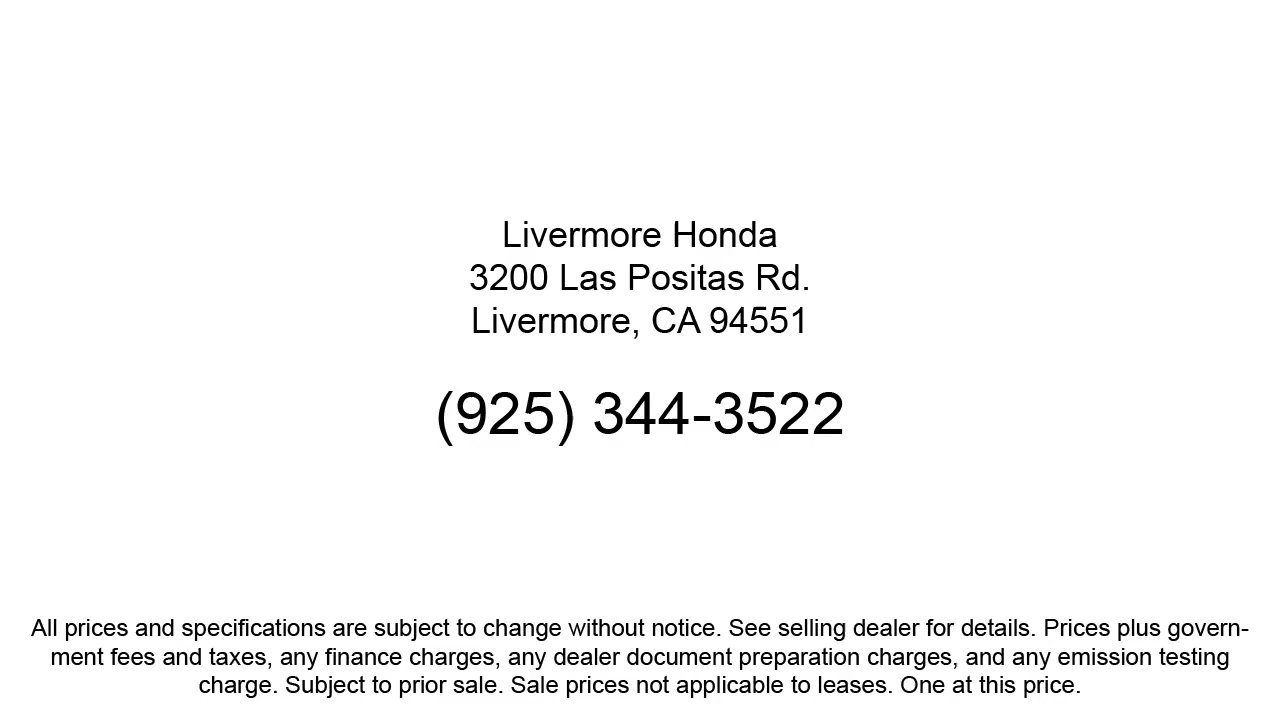 Livermore Honda
3200 Las Positas Rd.
Livermore, CA 94551
(925) 344-3522
All prices and specifications are subject to change without notice. See selling dealer for details. Prices plus govern-
ment fees and taxes, any finance charges, any dealer document preparation charges, and any emission testing
charge. Subject to prior sale. Sale prices not applicable to leases. One at this price.